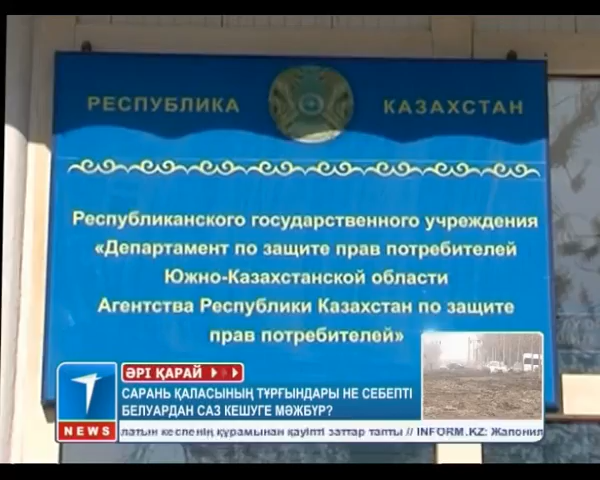 РЕСПУБЛИКА КАЗАХСТАН
Республиканского государственного учреждения
«Департамент по защите прав потребителей
Южно-Казахстанской области
Агентства Республики Казахстан по защите
прав потребителей»
ӘРІ ҚАРАЙ
САРАНЬ ҚАЛАСЫНЫҢ ТҰРҒЫНДАРЫ НЕ СЕБЕПТІ
БЕЛУАРДАН САЗ КЕШУГЕ МӘЖБҮР?
NEWS
латын кеспенің құрамынан қауіпті заттар тапты // INFORM.KZ: Жапония